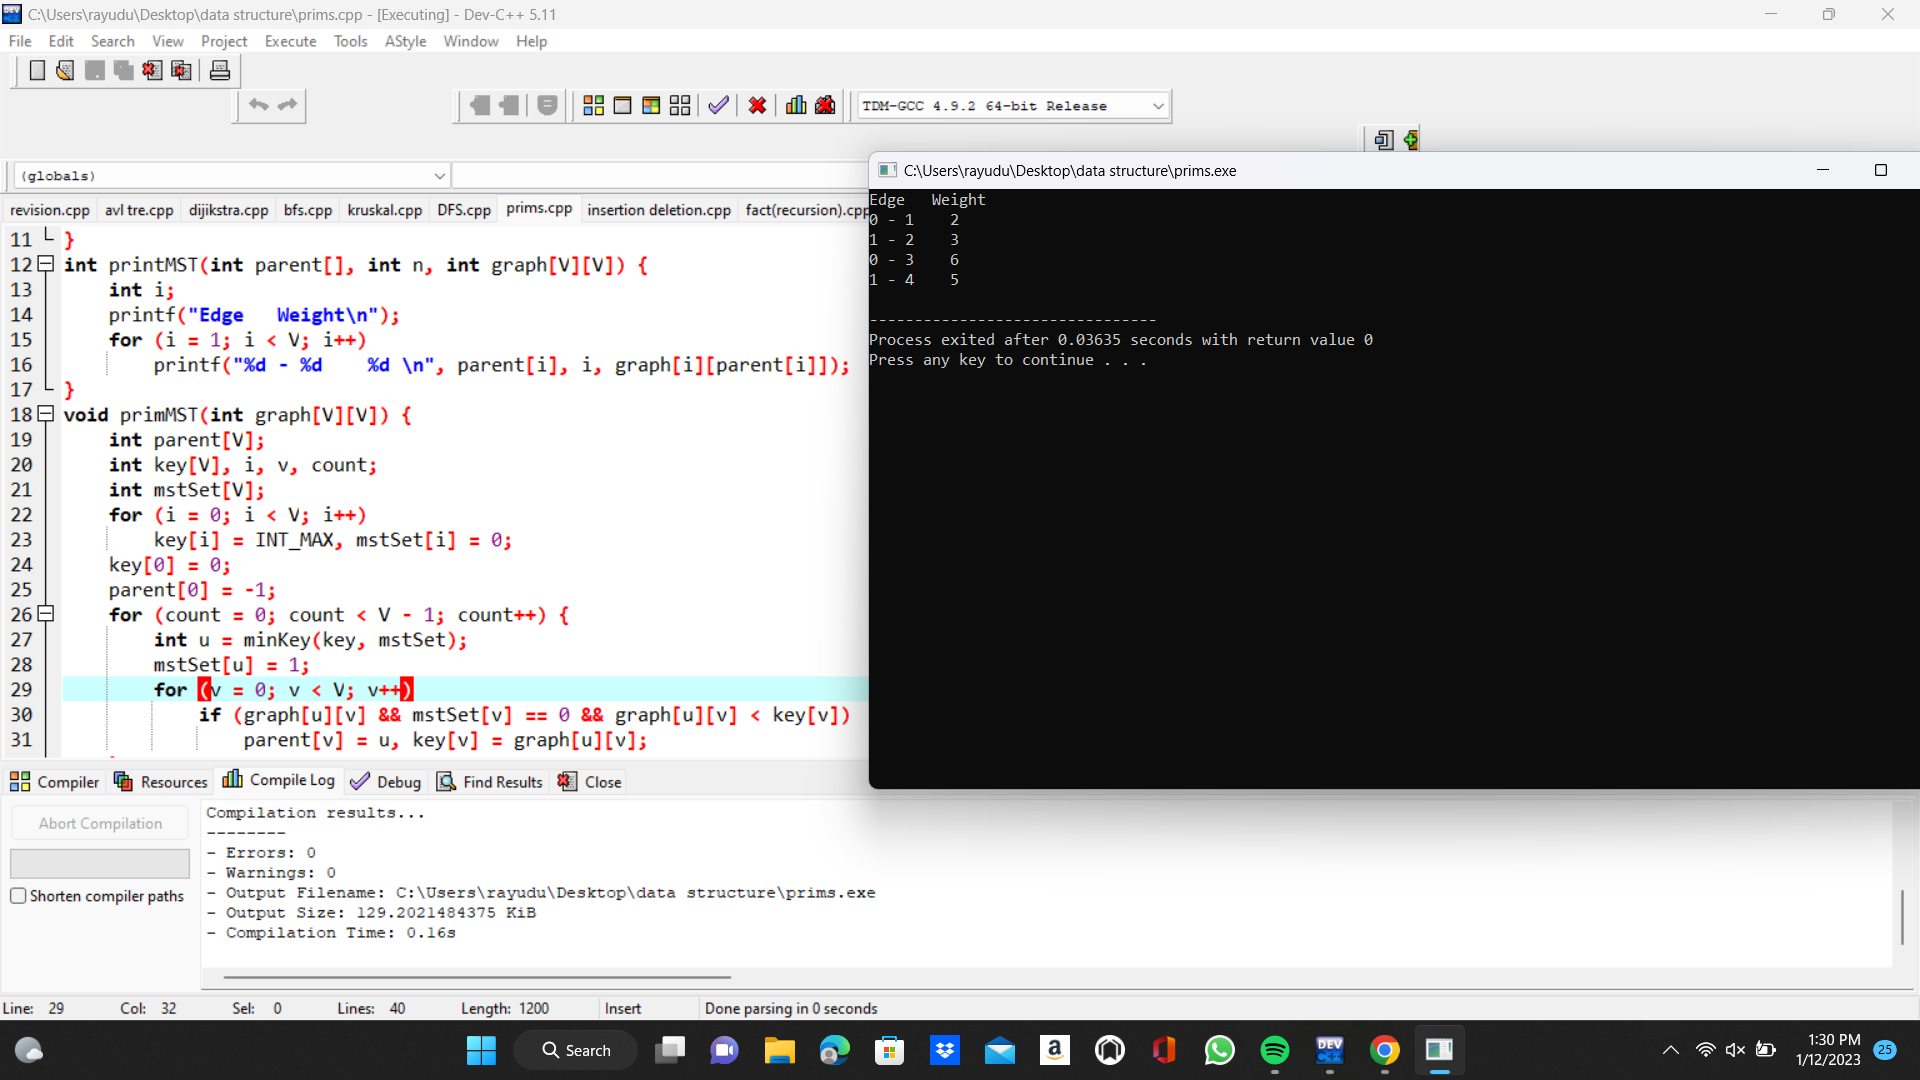 C:\Users\rayudu\Desktop\data structure\prims.cpp - [Executing] - Dev-C++ 5.11
File Edit Search View Project Execute Tools AStyle Window Help
TDM-GCC 4.9.2 64-bit Release
(globals)
revision.cpp avl tre.cpp dijikstra.cpp bfs.cpp kruskal.cpp DFS.cpp prims.cpp insertion deletion.cpp fact(recursion).cpp
11 }
12 int printMST(int parent[], int n, int graph[V][V]) {
13 int i;
14 printf("Edge   Weight\n");
15 for (i = 1; i < V; i++)
16 printf("%d - %d    %d \n", parent[i], i, graph[i][parent[i]]);
17 }
18 void primMST(int graph[V][V]) {
19 int parent[V];
20 int key[V], i, v, count;
21 int mstSet[V];
22 for (i = 0; i < V; i++)
23 key[i] = INT_MAX, mstSet[i] = 0;
24 key[0] = 0;
25 parent[0] = -1;
26 for (count = 0; count < V - 1; count++) {
27 int u = minKey(key, mstSet);
28 mstSet[u] = 1;
29 for (v = 0; v < V; v++)
30 if (graph[u][v] && mstSet[v] == 0 && graph[u][v] < key[v])
31 parent[v] = u, key[v] = graph[u][v];
C:\Users\rayudu\Desktop\data structure\prims.exe
Edge   Weight
0 - 1    2
1 - 2    3
0 - 3    6
1 - 4    5
--------------------------------
Process exited after 0.03635 seconds with return value 0
Press any key to continue . . .
Compiler Resources Compile Log Debug Find Results Close
Abort Compilation
Shorten compiler paths
Compilation results...
--------
- Errors: 0
- Warnings: 0
- Output Filename: C:\Users\rayudu\Desktop\data structure\prims.exe
- Output Size: 129.2021484375 KiB
- Compilation Time: 0.16s
Line: 29 Col: 32 Sel: 0 Lines: 40 Length: 1200 Insert Done parsing in 0 seconds
Search
DEV C++
1:30 PM
1/12/2023
25